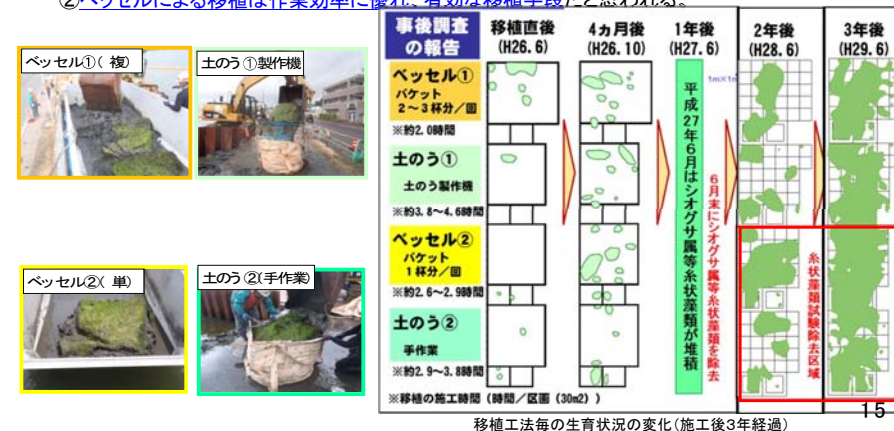 ②ベッセルによる移植は作業効率に優れ、有効な移植手段だと思われる。
ベッセル①( 複)
土のう①製作機
ベッセル②( 単)
土のう②(手作業)
事後調査の報告
移植直後
(H26.6)
4ヵ月後
(H26.10)
1年後
(H27.6)
2年後
(H28.6)
3年後
(H29.6)
ベッセル①
バケット
2～3杯分／回
※約2.0時間
土のう①
土のう製作機
※約3.8～4.6時間
ベッセル②
バケット
1杯分／回
※約2.6～2.9時間
土のう②
手作業
※約2.9～3.8時間
※移植の施工時間（時間／区画（30m2））
平成27年6月はシオグサ属等糸状藻類が堆積
6月末にシオグサ属等糸状藻類を除去
1m×1m
糸状藻類試験除去区域
15
移植工法毎の生育状況の変化(施工後3年経過)